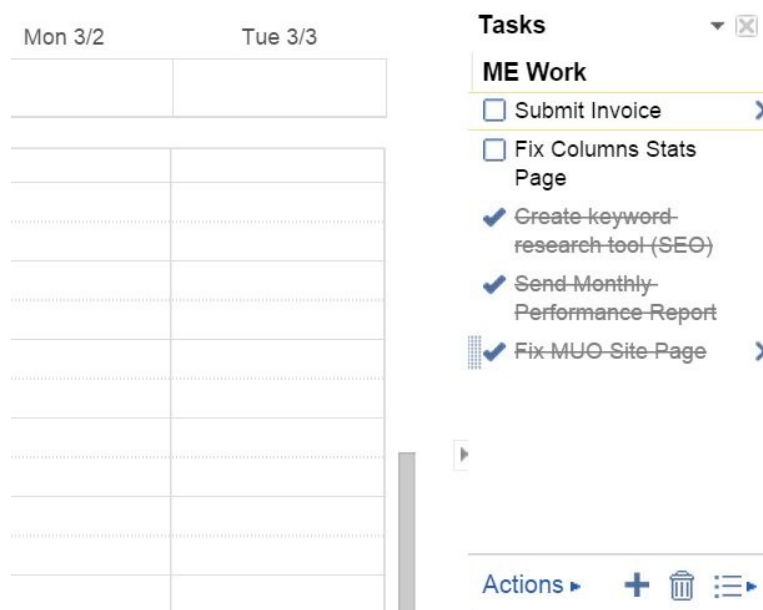 Mon 3/2
Tue 3/3
Tasks
ME Work
Submit Invoice
Fix Columns Stats
Page
Create keyword
research tool (SEO)
Send Monthly
Performance Report
Fix MUO Site Page
Actions